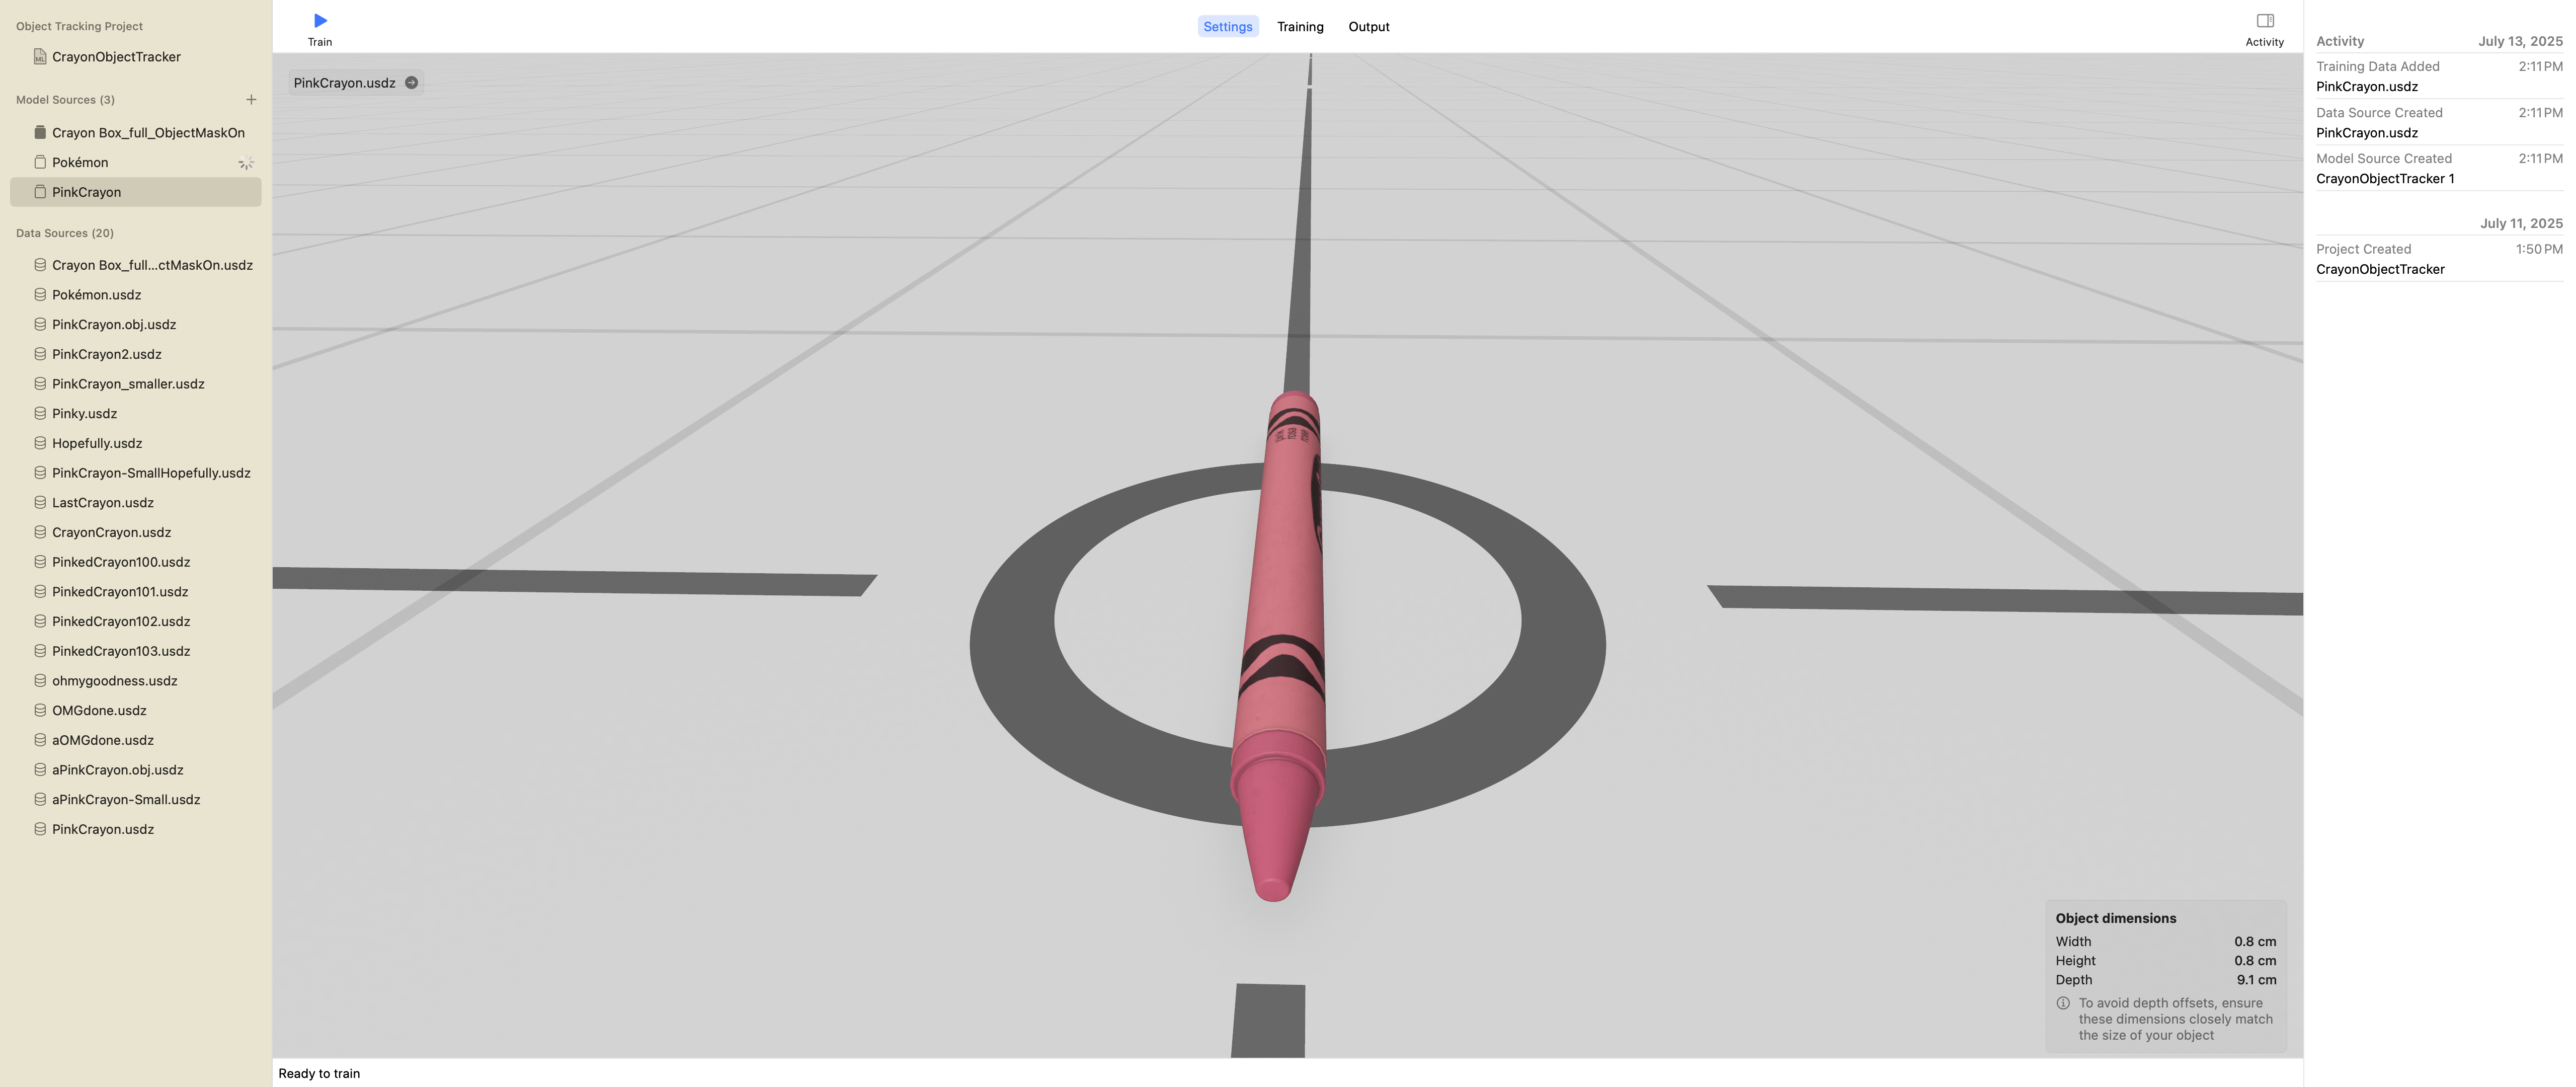 Object Tracking Project
CrayonObjectTracker
Model Sources (3)
Crayon Box_full_ObjectMaskOn
Pokémon
PinkCrayon
Data Sources (20)
Crayon Box_full...ctMaskOn.usdz
Pokémon.usdz
PinkCrayon.obj.usdz
PinkCrayon2.usdz
PinkCrayon_smaller.usdz
Pinky.usdz
Hopefully.usdz
PinkCrayon-SmallHopefully.usdz
LastCrayon.usdz
CrayonCrayon.usdz
PinkedCrayon100.usdz
PinkedCrayon101.usdz
PinkedCrayon102.usdz
PinkedCrayon103.usdz
ohmygoodness.usdz
OMGdone.usdz
aOMGdone.usdz
aPinkCrayon.obj.usdz
aPinkCrayon-Small.usdz
PinkCrayon.usdz
Train
Settings Training Output
Activity
PinkCrayon.usdz
rosa
Object dimensions
Width 0.8 cm
Height 0.8 cm
Depth 9.1 cm
To avoid depth offsets, ensure
these dimensions closely match
the size of your object
Ready to train
Activity July 13, 2025
Training Data Added 2:11 PM
PinkCrayon.usdz
Data Source Created 2:11 PM
PinkCrayon.usdz
Model Source Created 2:11 PM
CrayonObjectTracker 1
July 11, 2025
Project Created 1:50 PM
CrayonObjectTracker